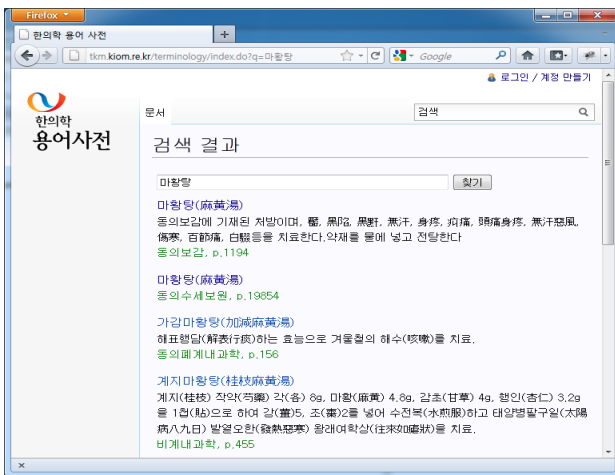 Firefox
한의학 용어 사전
tkm.kiom.re.kr/terminology/index.do?q=마황탕
Google
로그인 / 계정 만들기
한의학
용어사전
문서
검색
검색 결과
마황탕
찾기
마황탕(麻黃湯)
동의보감에 기재된 처방이며, 黑陷, 黑黶, 無汗, 身疼, 疝痛, 頭痛身疼, 無汗惡風,
傷寒, 百節痛, 白睑등을 치료한다.약재를 물에 넣고 전탕한다
동의보감, p.1194
마황탕(麻黃湯)
동의수세보원, p.19854
가감마황탕(加減麻黃湯)
해표행담(解表行痰)하는 효능으로 겨울철의 해수(咳嗽)를 치료.
동의폐계내과학, p.156
계지마황탕(桂枝麻黃湯)
계지(桂枝) 작약(芍藥) 각(各) 8g, 마황(麻黃) 4.8g, 감초(甘草) 4g, 행인(杏仁) 3.2g
을 1첩(貼)으로 하여 강(薑)5, 조(棗)2를 넣어 수전복(水煎服)하고 태양병팔구일(太陽
病八九日) 발열오한(發熱惡寒) 왕래여학상(往來如瘧狀)을 치료.
비계내과학, p.455